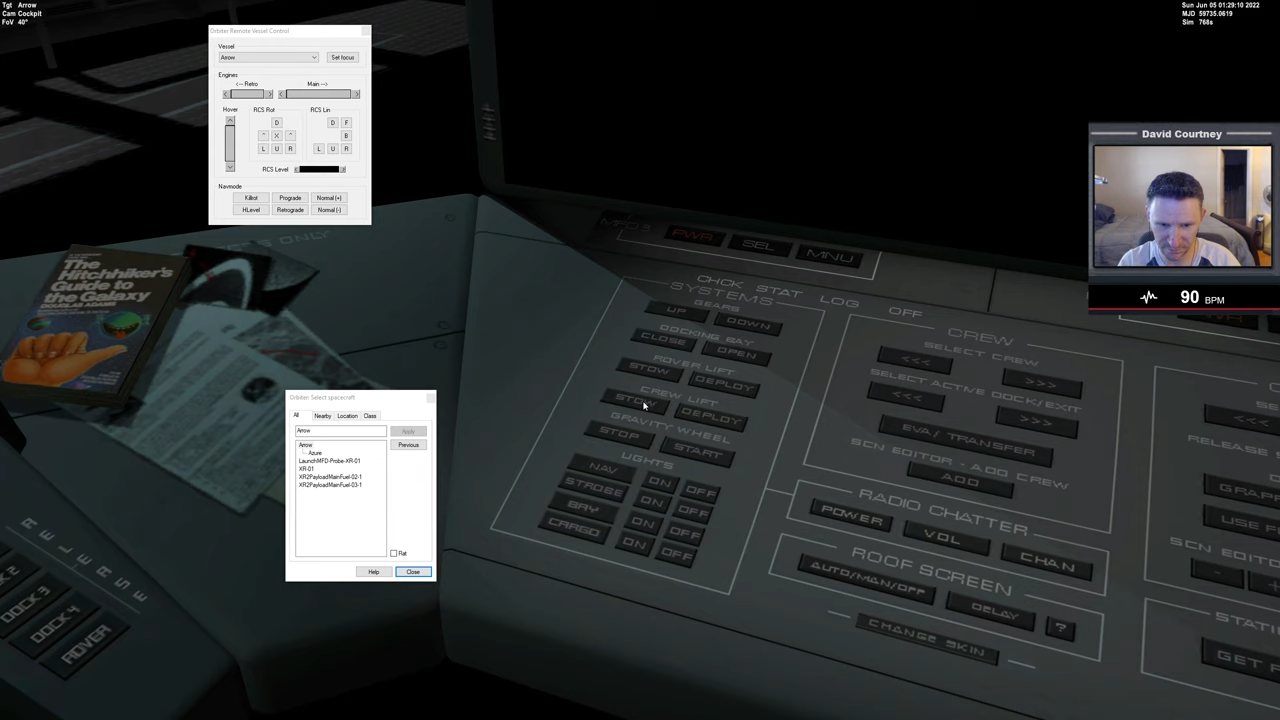 Tgt Arrow
Cam Cockpit
FoV 40°
Sun Jun 05 01:29:10 2022
MJD 59735.0619
Sim 768s
Orbiter Remote Vessel Control
Vessel
Arrow
Set focus
Engines
<-- Retro
Main -->
Hover
RCS Rot
RCS Lin
D
D F
^ X ^
B
L U R
L U R
RCS Level
Navmode
Killrot
Prograde
Normal (+)
HLevel
Retrograde
Normal (-)
David Courtney
90 BPM
The
Hitchhiker's
Guide to
the Galaxy
DOUGLAS ADAMS
Orbiter: Select spacecraft
All
Nearby
Location
Class
Arrow
Apply
Arrow
Previous
Azure
LaunchMFD-Probe-XR-01
XR-01
XR2PayloadMainFuel-02-1
XR2PayloadMainFuel-03-1
Flat
Help
Close
MFD 3
PWR
SEL
MNU
CHCK STAT LOG OFF
SYSTEMS
GEARS
UP
DOWN
DOCKING BAY
CLOSE
OPEN
ROVER LIFT
STOW
DEPLOY
CREW LIFT
STOW
DEPLOY
GRAVITY WHEEL
STOP
START
LIGHTS
NAV
ON
OFF
STROBE
ON
OFF
BAY
ON
OFF
CARGO
ON
OFF
CREW
SELECT CREW
<<<
>>>
SELECT ACTIVE DOCK/EXIT
<<<
>>>
EVA / TRANSFER
SCN EDITOR - ADD CREW
ADD
RADIO CHATTER
POWER
VOL
CHAN
ROOF SCREEN
AUTO/MAN/OFF
DELAY
?
CHANGE SKIN
<<<
SCN EDITOR
-
DOCK 3
DOCK 4
ROVER